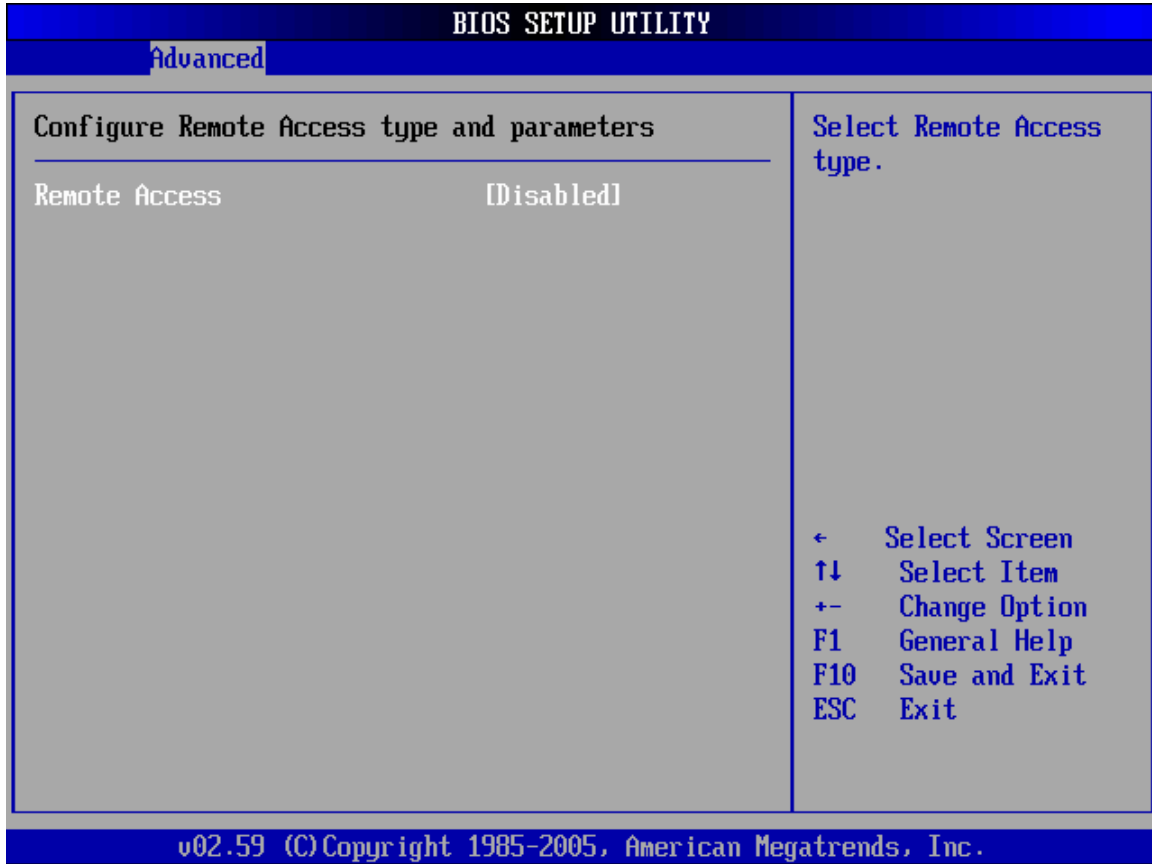 BIOS SETUP UTILITY
Advanced
Configure Remote Access type and parameters
Remote Access [Disabled]
Select Remote Access
type.
← Select Screen
↑↓ Select Item
+- Change Option
F1 General Help
F10 Save and Exit
ESC Exit
v02.59 (C)Copyright 1985-2005, American Megatrends, Inc.